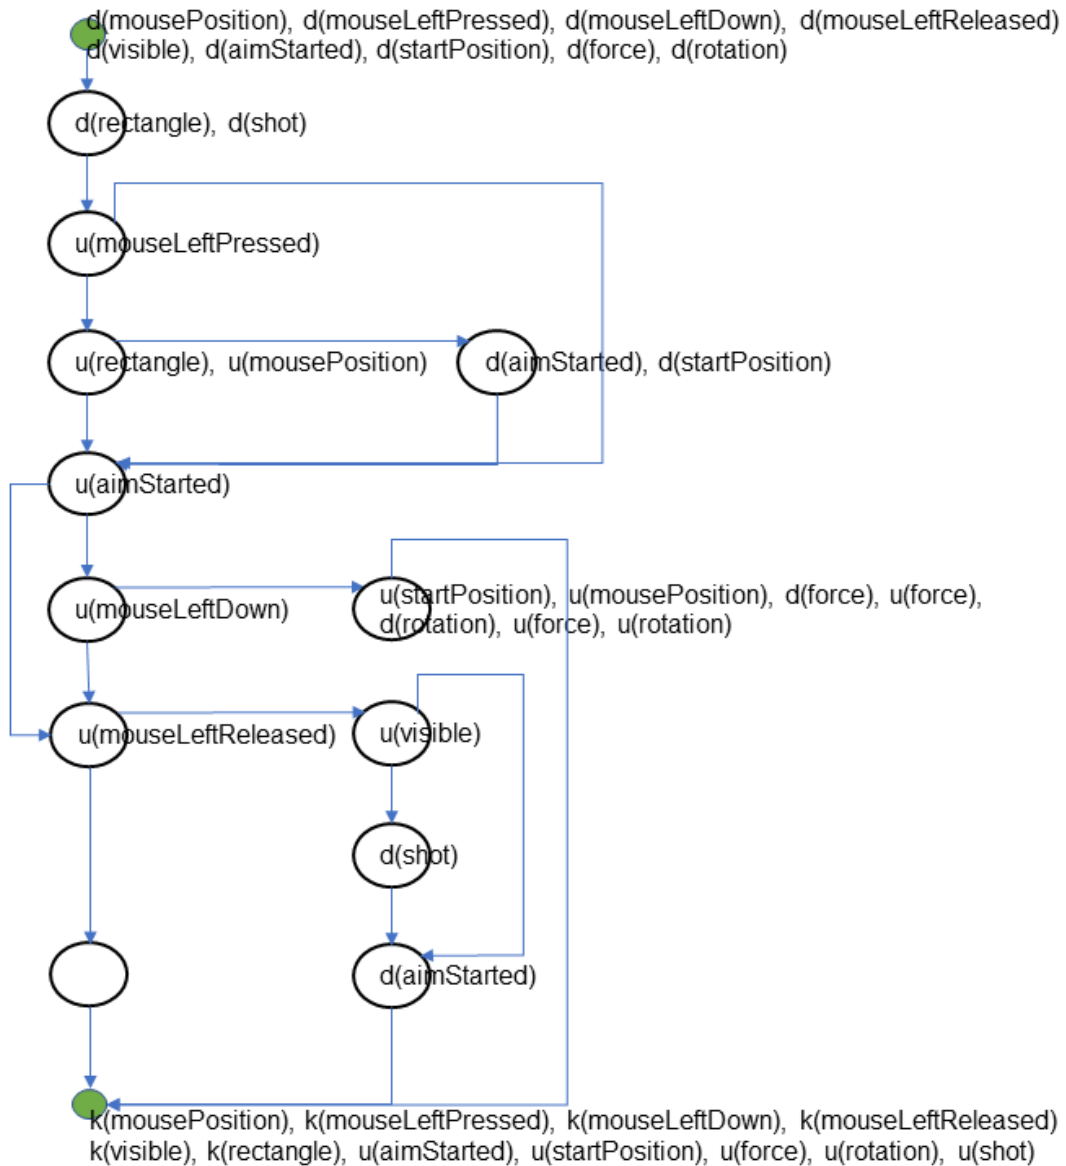 d(mousePosition), d(mouseLeftPressed), d(mouseLeftDown), d(mouseLeftReleased)
d(visible), d(aimStarted), d(startPosition), d(force), d(rotation)
d(rectangle), d(shot)
u(mouseLeftPressed)
u(rectangle), u(mousePosition)
d(aimStarted), d(startPosition)
u(aimStarted)
u(mouseLeftDown)
u(startPosition), u(mousePosition), d(force), u(force),
d(rotation), u(force), u(rotation)
u(mouseLeftReleased)
u(visible)
d(shot)
d(aimStarted)
k(mousePosition), k(mouseLeftPressed), k(mouseLeftDown), k(mouseLeftReleased)
k(visible), k(rectangle), u(aimStarted), u(startPosition), u(force), u(rotation), u(shot)